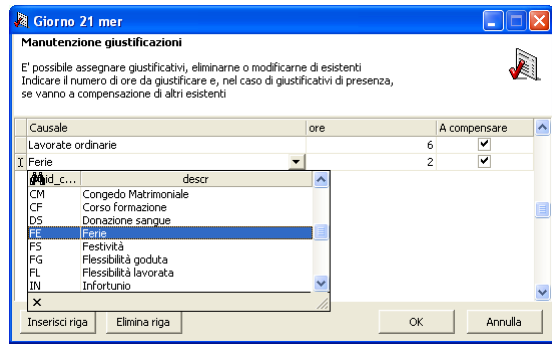 Giorno 21 mer
Manutenzione giustificazioni
E' possibile assegnare giustificativi, eliminarne o modificarne di esistenti
Indicare il numero di ore da giustificare e, nel caso di giustificativi di presenza,
se vanno a compensazione di altri esistenti
Causale ore A compensare
Lavorate ordinarie 6
Ferie 2
id_c... descr
CM Congedo Matrimoniale
CF Corso formazione
DS Donazione sangue
FE Ferie
FS Festività
FG Flessibilità goduta
FL Flessibilità lavorata
IN Infortunio
Inserisci riga Elimina riga OK Annulla